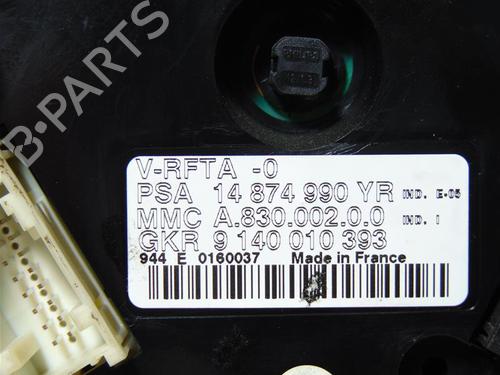 V-RFTA -0
PSA 14 874 990 YR IND. E-05
MMC A.830.002.0.0 IND. I
GKR 9 140 010 393
944 E 0160037 Made in France
B-PARTS